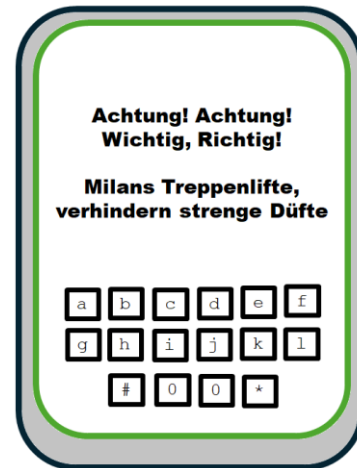 Achtung! Achtung!
Wichtig, Richtig!
Milans Treppenlifte,
verhindern strenge Düfte
a b c d e f
g h i j k l
# 0 0 *